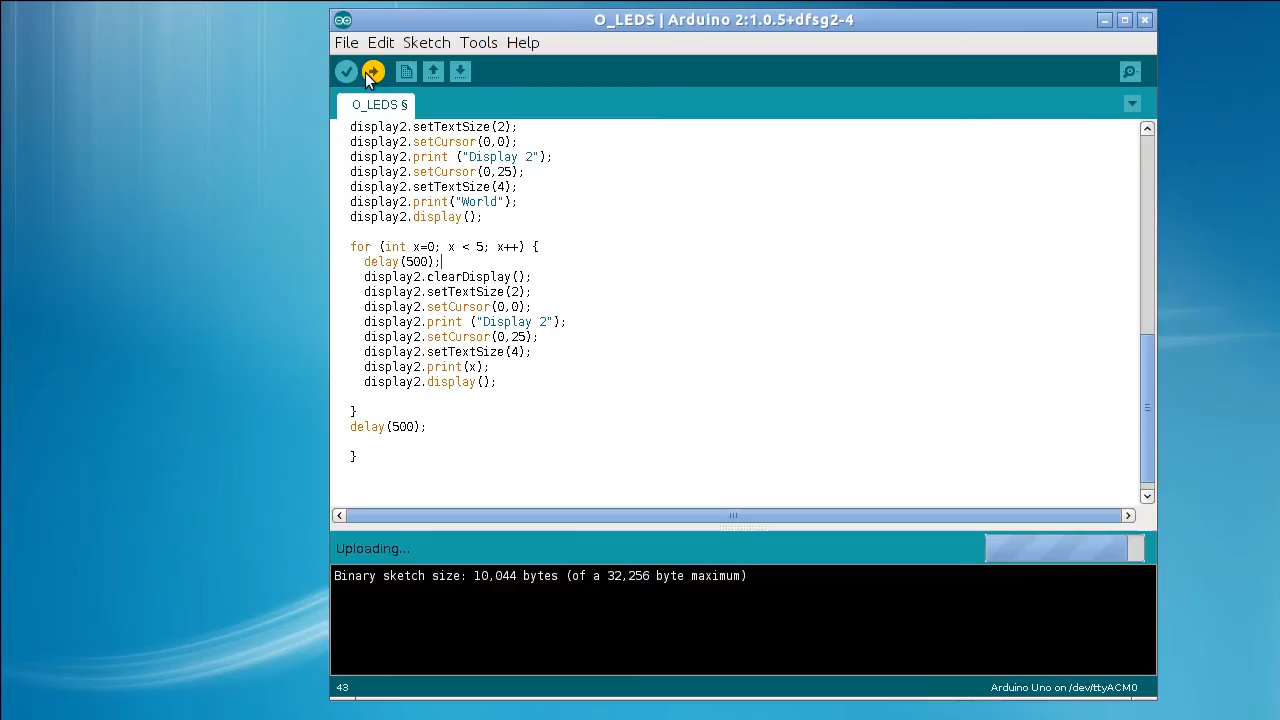 O_LEDS | Arduino 2:1.0.5+dfsg2-4
File Edit Sketch Tools Help
O_LEDS §
display2.setTextSize(2);
display2.setCursor(0,0);
display2.print ("Display 2");
display2.setCursor(0,25);
display2.setTextSize(4);
display2.print("World");
display2.display();
for (int x=0; x < 5; x++) {
delay(500);
display2.clearDisplay();
display2.setTextSize(2);
display2.setCursor(0,0);
display2.print ("Display 2");
display2.setCursor(0,25);
display2.setTextSize(4);
display2.print(x);
display2.display();
}
delay(500);
}
Uploading...
Binary sketch size: 10,044 bytes (of a 32,256 byte maximum)
43 Arduino Uno on /dev/ttyACM0